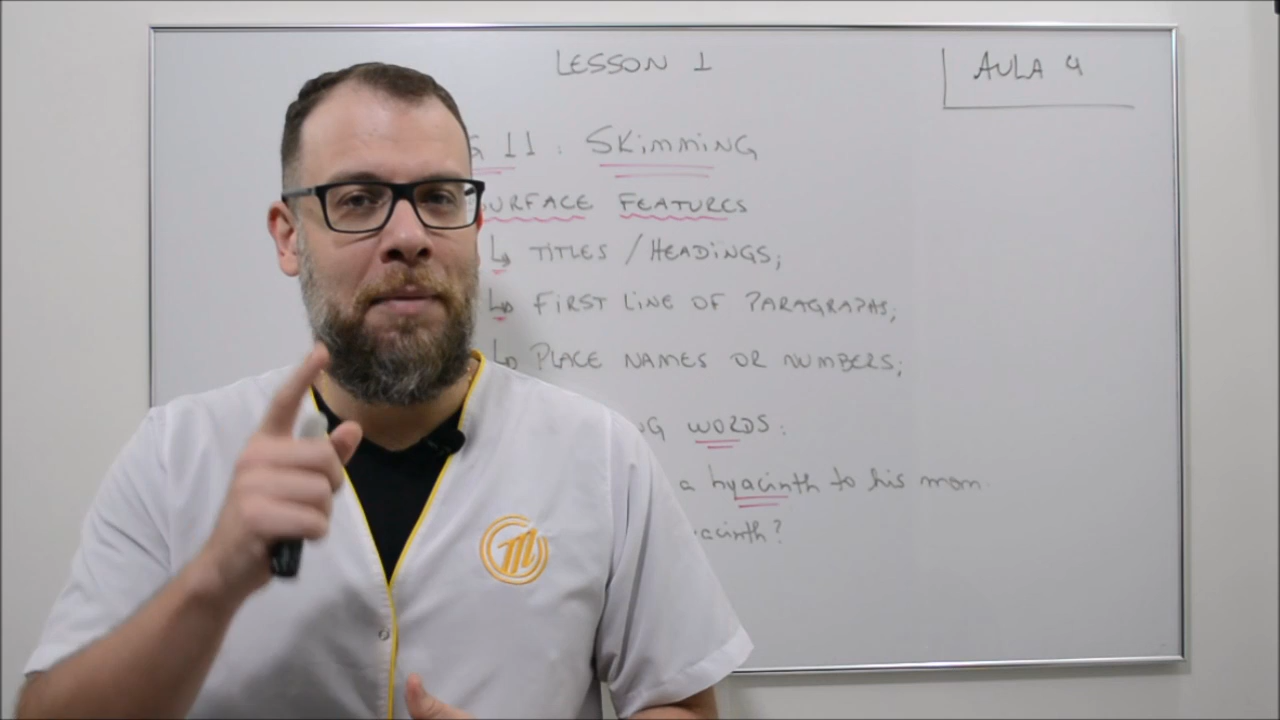 LESSON 1
AULA 4
11: SKIMMING
SURFACE FEATURES
↳ TITLES / HEADINGS;
↳ FIRST LINE OF PARAGRAPHS;
↳ PLACE NAMES OR NUMBERS;
WORDS:
a hyacinth to his mom.
m